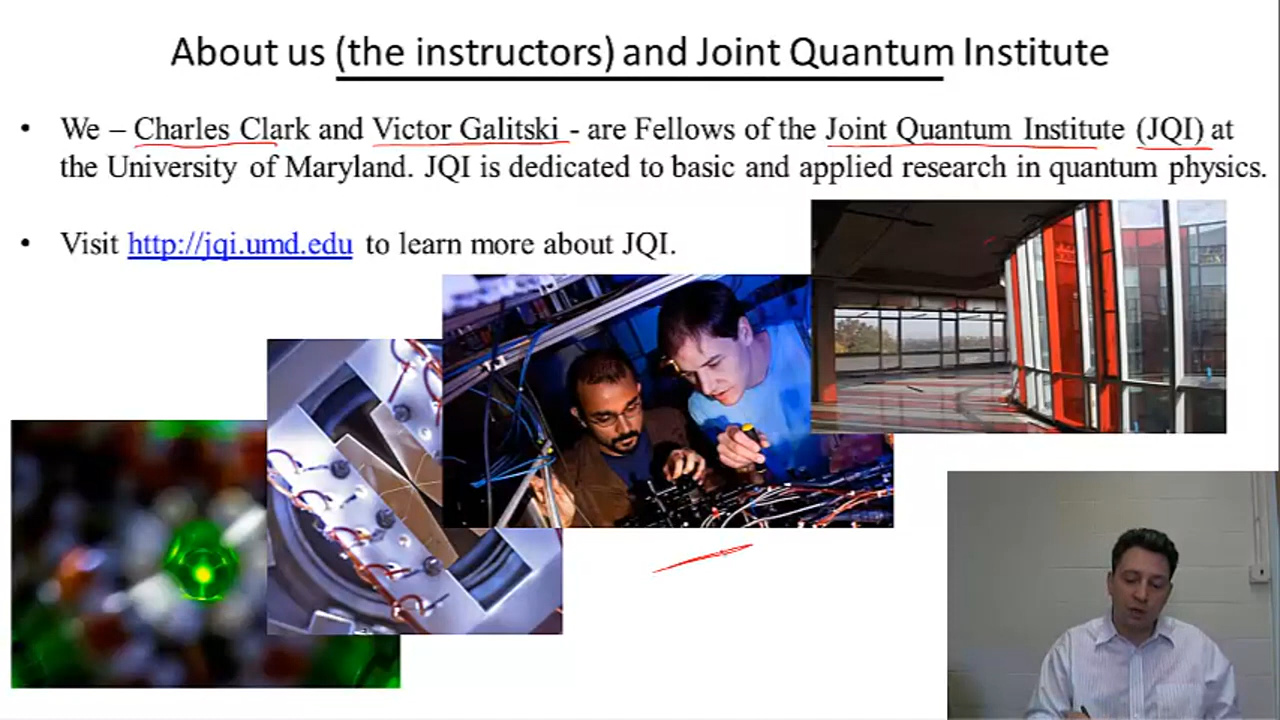 About us (the instructors) and Joint Quantum Institute
• We – Charles Clark and Victor Galitski - are Fellows of the Joint Quantum Institute (JQI) at
the University of Maryland. JQI is dedicated to basic and applied research in quantum physics.
• Visit http://jqi.umd.edu to learn more about JQI.